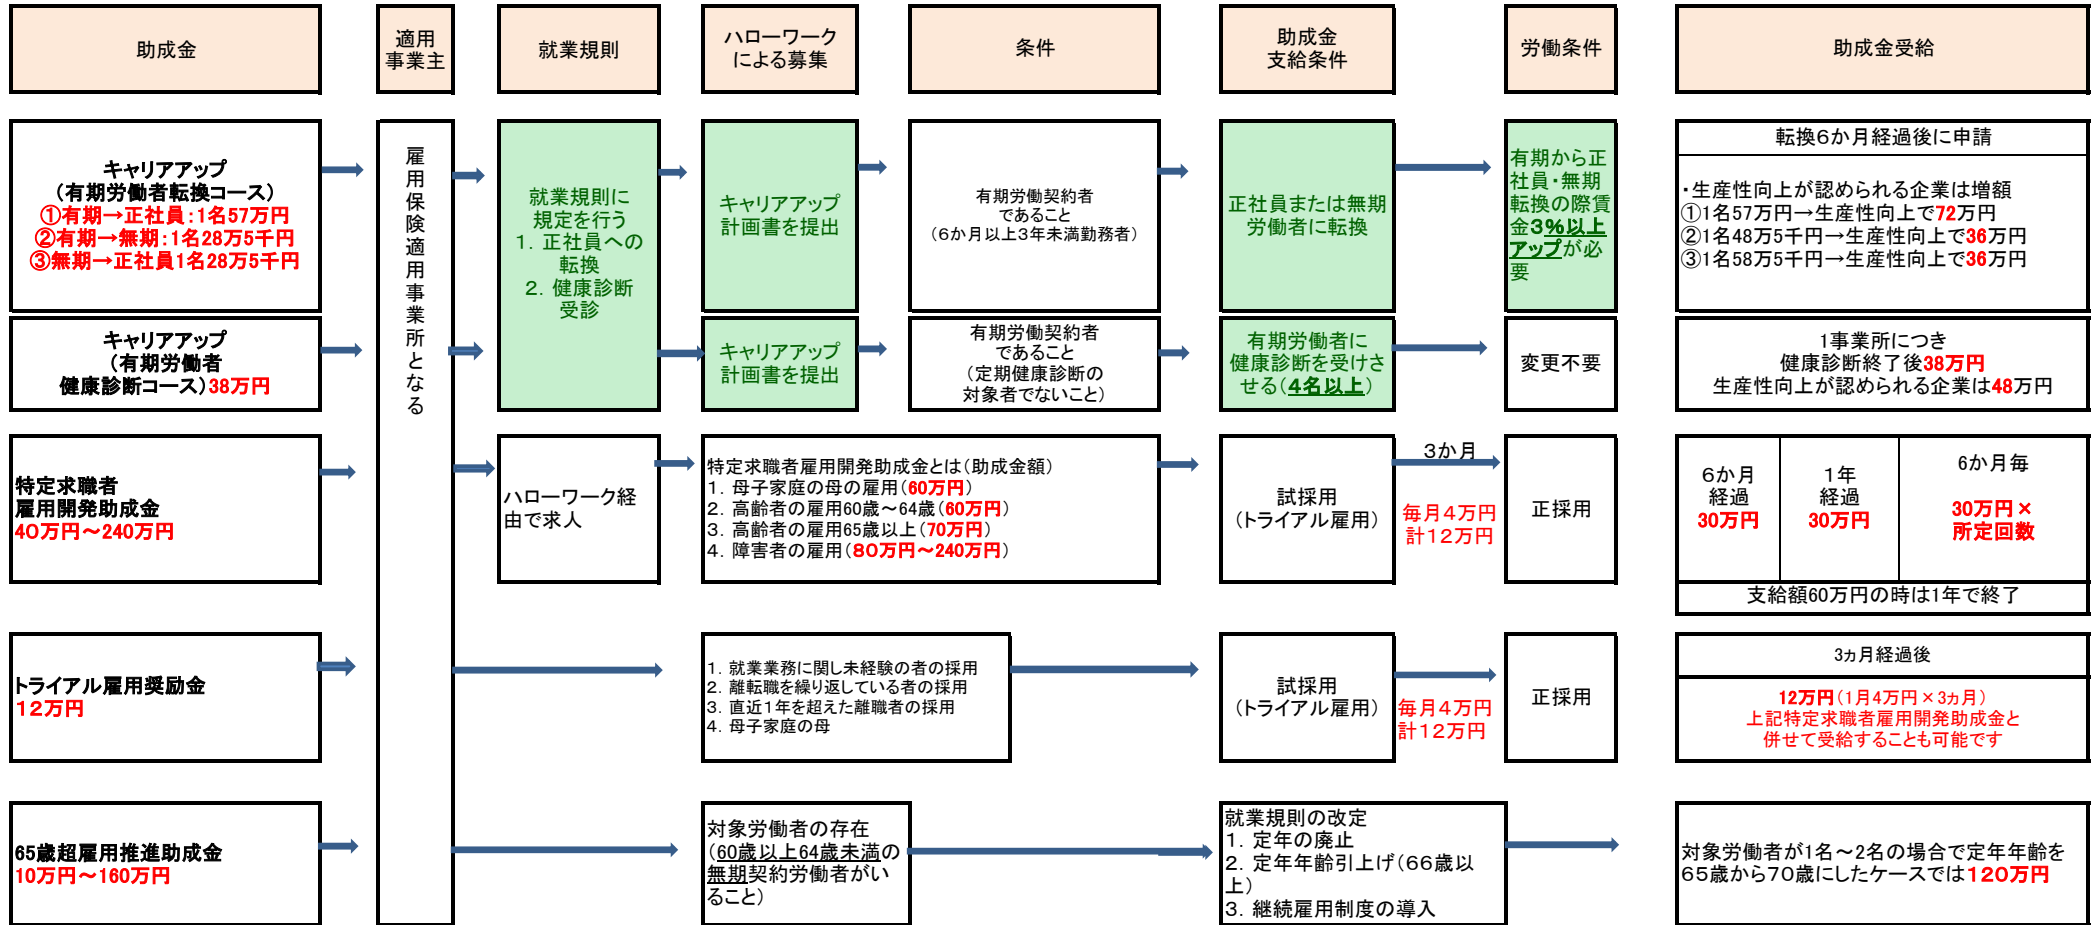 助成金
適用
事業主
就業規則
ハローワーク
による募集
条件
助成金
支給条件
労働条件
助成金受給
キャリアアップ
（有期労働者転換コース）
①有期→正社員：1名57万円
②有期→無期：1名28万5千円
③無期→正社員1名28万5千円
雇用保険適用事業所となる
就業規則に
規定を行う
1．正社員への
転換
2．健康診断
受診
キャリアアップ
計画書を提出
有期労働契約者
であること
（６か月以上３年未満勤務者）
正社員または無期
労働者に転換
有期から正
社員・無期
転換の際賃
金3%以上
アップが必
要
転換６か月経過後に申請
・生産性向上が認められる企業は増額
①1名57万円→生産性向上で72万円
②1名48万5千円→生産性向上で36万円
③1名58万5千円→生産性向上で36万円
キャリアアップ
（有期労働者
健康診断コース）38万円
キャリアアップ
計画書を提出
有期労働契約者
であること
（定期健康診断の
対象者でないこと）
有期労働者に
健康診断を受けさ
せる（4名以上）
変更不要
1事業所につき
健康診断終了後38万円
生産性向上が認められる企業は48万円
特定求職者
雇用開発助成金
40万円～240万円
ハローワーク経
由で求人
特定求職者雇用開発助成金とは（助成金額）
1．母子家庭の母の雇用（60万円）
2．高齢者の雇用60歳～64歳（60万円）
3．高齢者の雇用65歳以上（70万円）
4．障害者の雇用（80万円～240万円）
試採用
（トライアル雇用）
３か月
毎月４万円
計１２万円
正採用
６か月
経過
30万円
１年
経過
30万円
6か月毎
30万円×
所定回数
支給額60万円の時は1年で終了
トライアル雇用奨励金
１２万円
1．就業業務に関し未経験の者の採用
2．離転職を繰り返している者の採用
3．直近１年を超えた離職者の採用
4．母子家庭の母
試採用
（トライアル雇用）
毎月４万円
計１２万円
正採用
3ヵ月経過後
12万円（1月4万円×3ヵ月）
上記特定求職者雇用開発助成金と
併せて受給することも可能です
65歳超雇用推進助成金
10万円～160万円
対象労働者の存在
（60歳以上64歳未満の
無期契約労働者がい
ること）
就業規則の改定
1．定年の廃止
2．定年年齢引上げ（６６歳以
上）
3．継続雇用制度の導入
対象労働者が1名～2名の場合で定年年齢を
６５歳から７０歳にしたケースでは120万円